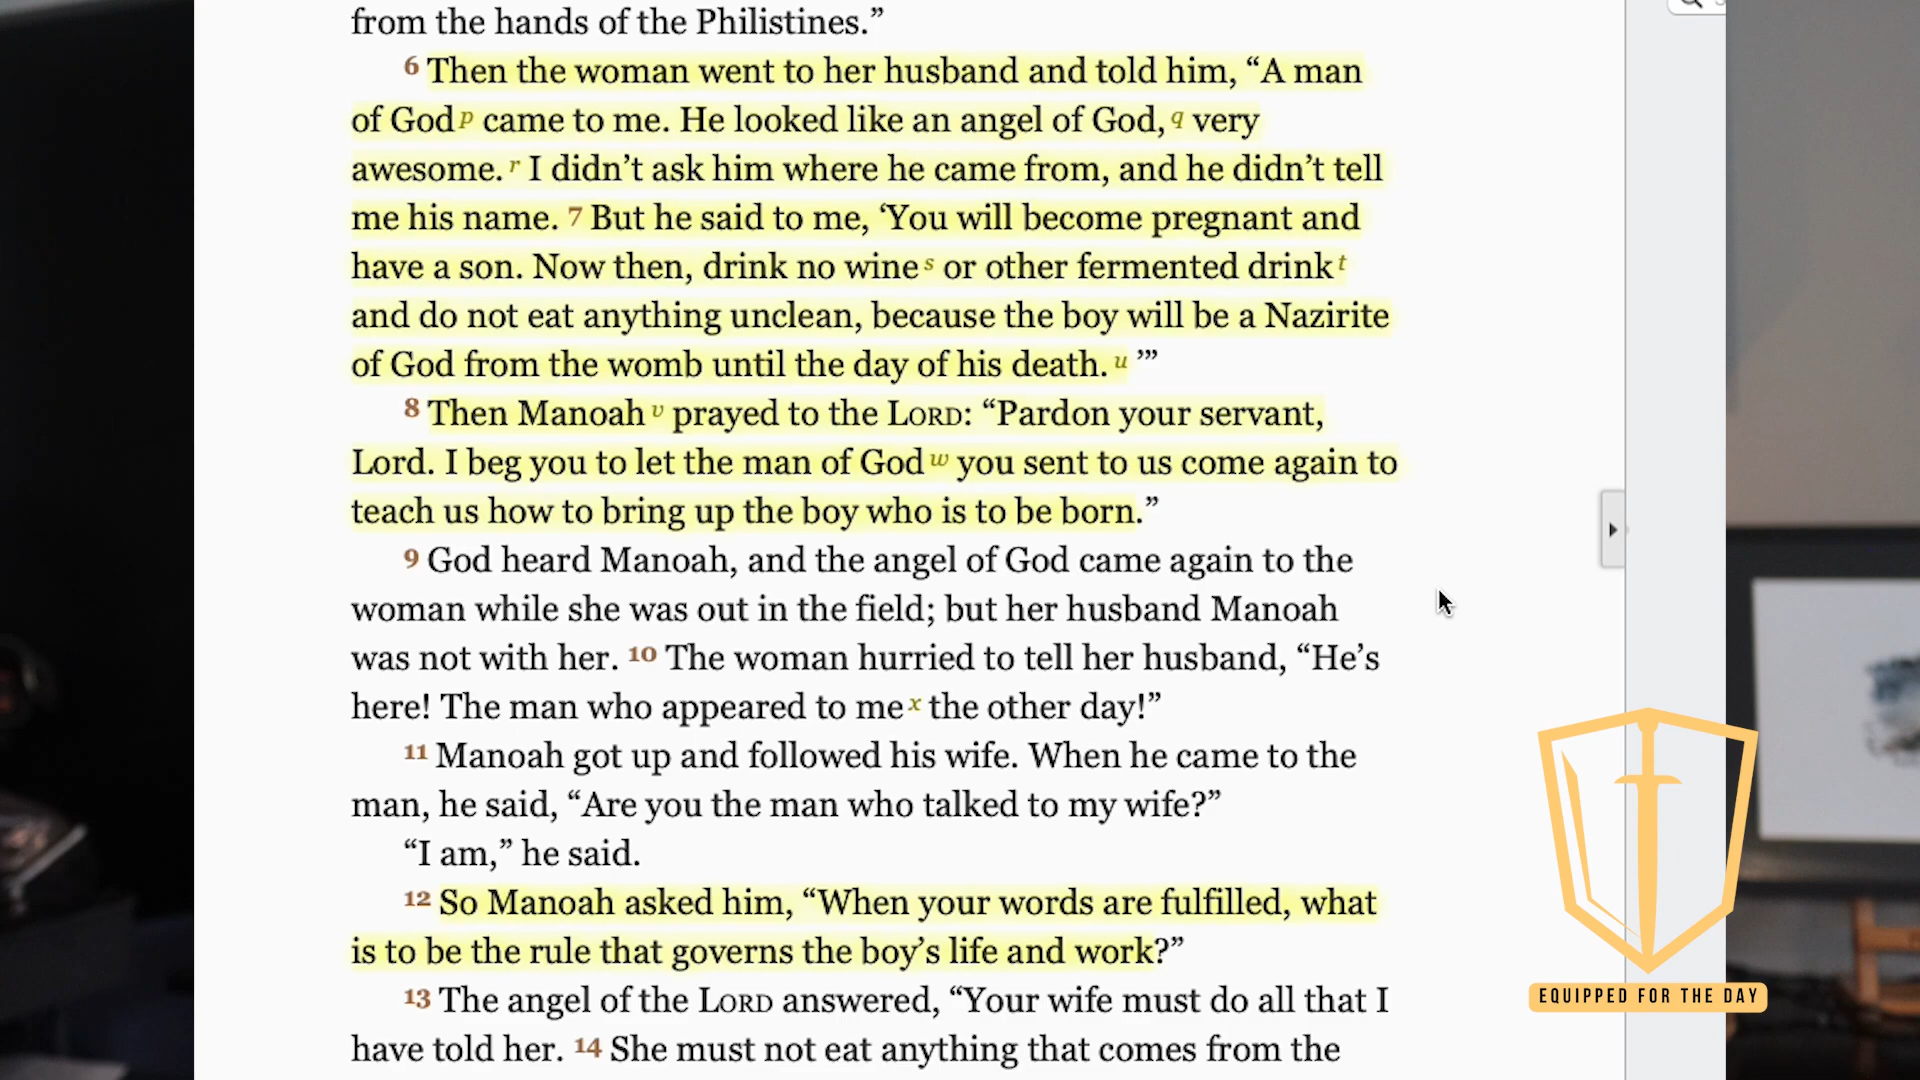 from the hands of the Philistines.”
6 Then the woman went to her husband and told him, “A man
of God p came to me. He looked like an angel of God, q very
awesome. r I didn’t ask him where he came from, and he didn’t tell
me his name. 7 But he said to me, ‘You will become pregnant and
have a son. Now then, drink no wine s or other fermented drink t
and do not eat anything unclean, because the boy will be a Nazirite
of God from the womb until the day of his death. u ’”
8 Then Manoah v prayed to the LORD: “Pardon your servant,
Lord. I beg you to let the man of God w you sent to us come again to
teach us how to bring up the boy who is to be born.”
9 God heard Manoah, and the angel of God came again to the
woman while she was out in the field; but her husband Manoah
was not with her. 10 The woman hurried to tell her husband, “He’s
here! The man who appeared to me x the other day!”
11 Manoah got up and followed his wife. When he came to the
man, he said, “Are you the man who talked to my wife?”
“I am,” he said.
12 So Manoah asked him, “When your words are fulfilled, what
is to be the rule that governs the boy’s life and work?”
13 The angel of the LORD answered, “Your wife must do all that I
have told her. 14 She must not eat anything that comes from the
EQUIPPED FOR THE DAY